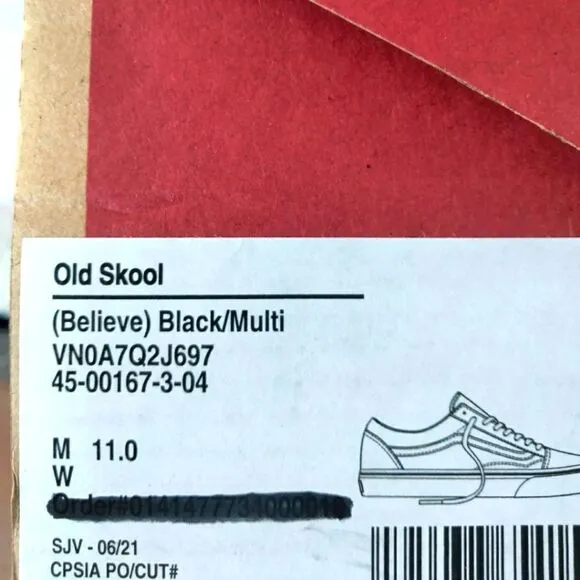 Old Skool
(Believe) Black/Multi
VN0A7Q2J697
45-00167-3-04
M 11.0
W
SJV - 06/21
CPSIA PO/CUT#